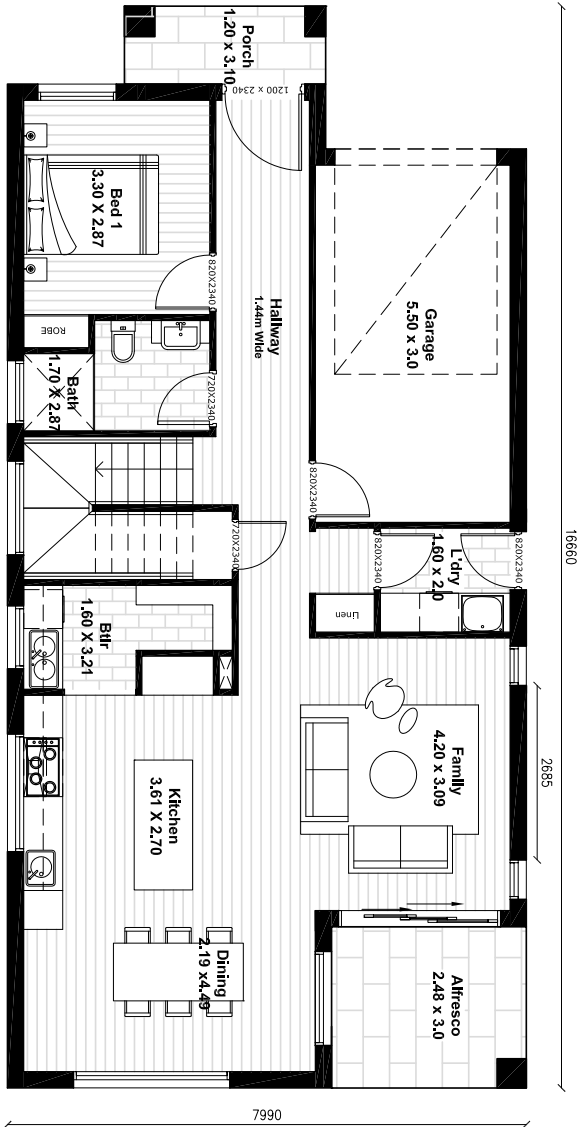 Porch
1.20 x 3.10
1200 x 2340
Bed 1
3.30 X 2.87
820X2340
Hallway
1.44m Wide
Garage
5.50 x 3.0
ROBE
Bath
1.70 X 2.87
720X2340
820X2340
720X2340
820X2340
L'dry
1.60 x 2.0
820X2340
Linen
Btlr
1.60 X 3.21
Family
4.20 x 3.09
Kitchen
3.61 X 2.70
Dining
2.19 x4.49
Alfresco
2.48 x 3.0
16660
2685
7990